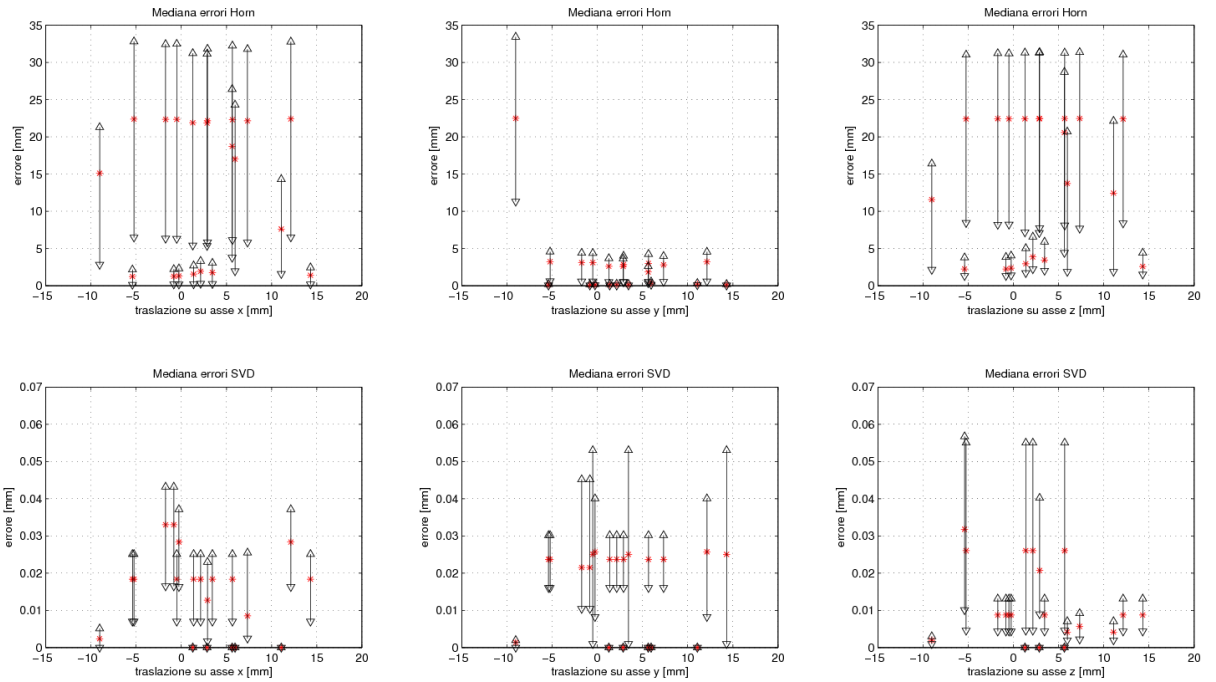 Mediana errori Horn
35
30
25
20
15
10
5
0
errore [mm]
−15 −10 −5 0 5 10 15 20
traslazione su asse x [mm]
Mediana errori Horn
35
30
25
20
15
10
5
0
errore [mm]
−15 −10 −5 0 5 10 15 20
traslazione su asse y [mm]
Mediana errori Horn
35
30
25
20
15
10
5
0
errore [mm]
−15 −10 −5 0 5 10 15 20
traslazione su asse z [mm]
Mediana errori SVD
0.07
0.06
0.05
0.04
0.03
0.02
0.01
0
errore [mm]
−15 −10 −5 0 5 10 15 20
traslazione su asse x [mm]
Mediana errori SVD
0.07
0.06
0.05
0.04
0.03
0.02
0.01
0
errore [mm]
−15 −10 −5 0 5 10 15 20
traslazione su asse y [mm]
Mediana errori SVD
0.07
0.06
0.05
0.04
0.03
0.02
0.01
0
errore [mm]
−15 −10 −5 0 5 10 15 20
traslazione su asse z [mm]